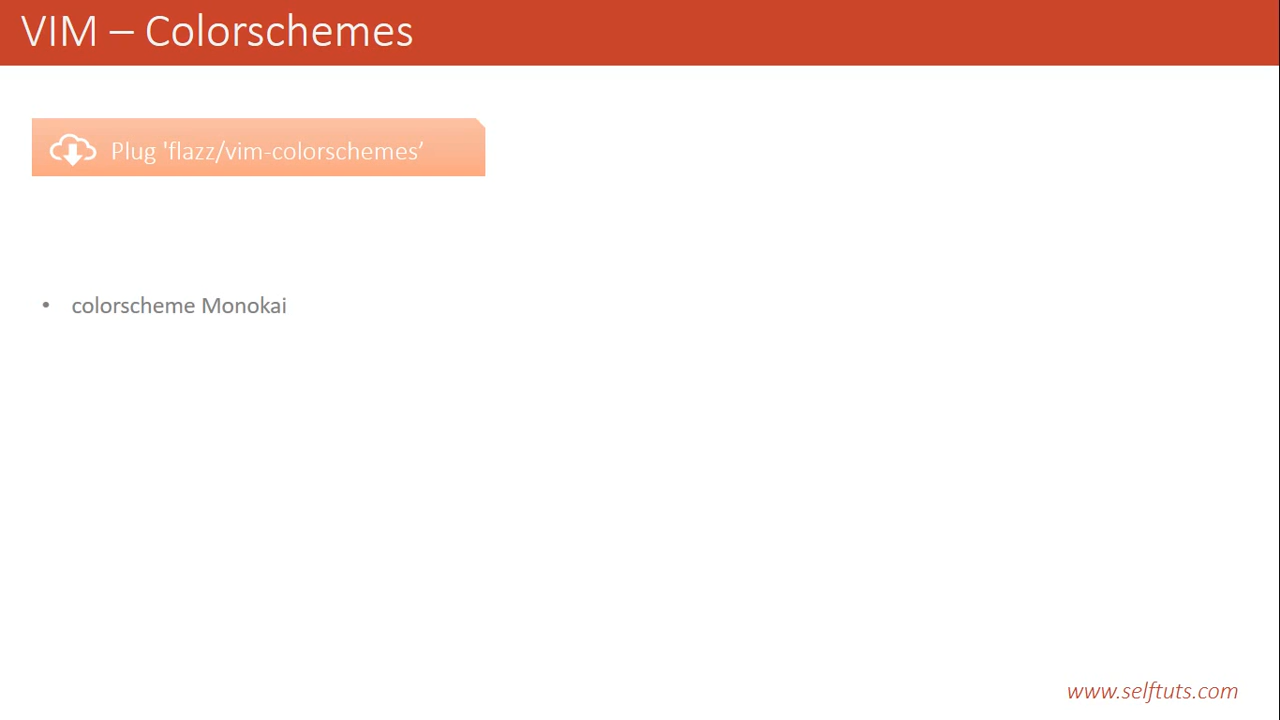 VIM – Colorschemes
Plug 'flazz/vim-colorschemes’
• colorscheme Monokai
www.selftuts.com